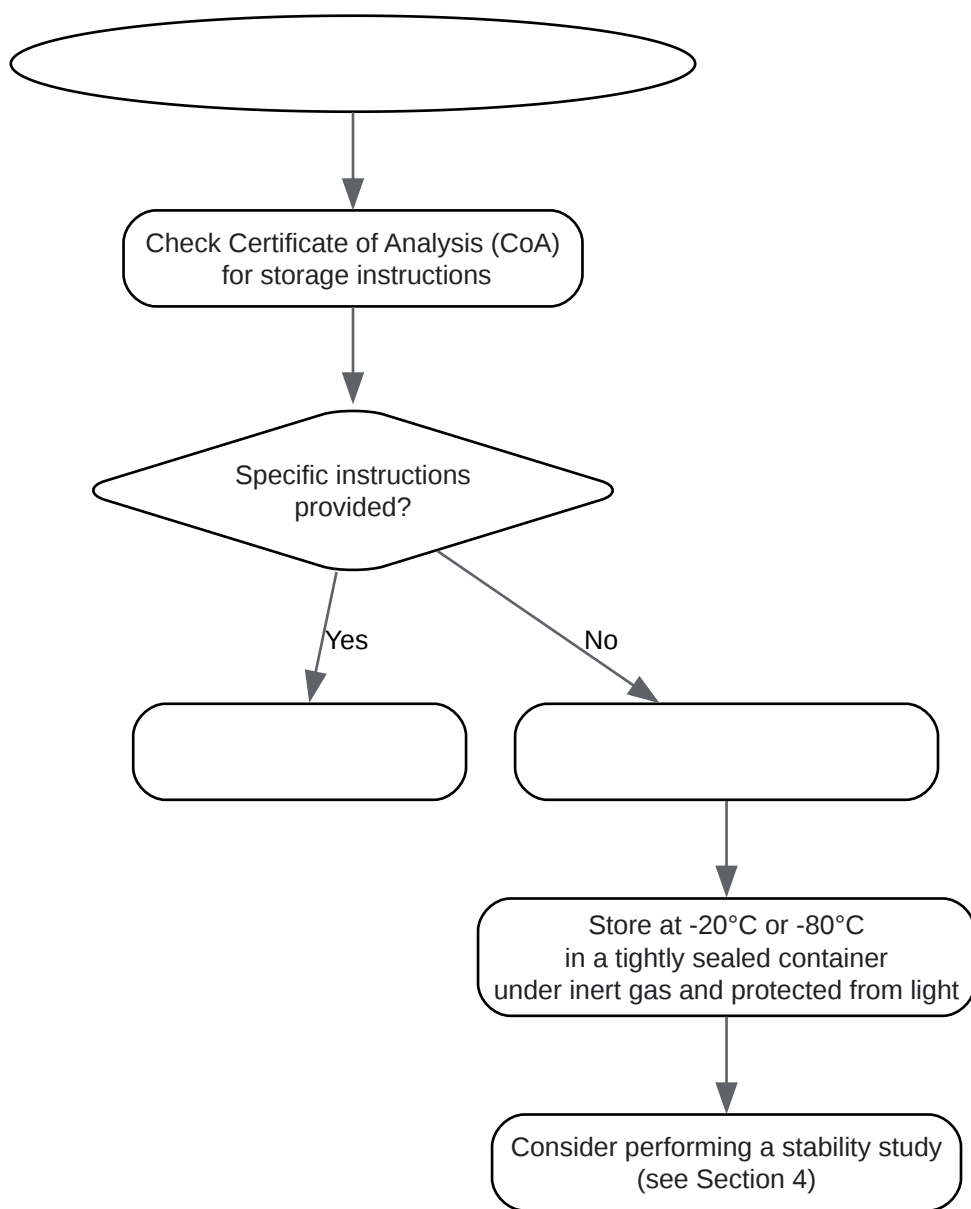 Check Certificate of Analysis (CoA)
for storage instructions
Specific instructions
provided?
Yes
No
Store at -20°C or -80°C
in a tightly sealed container
under inert gas and protected from light
Consider performing a stability study
(see Section 4)